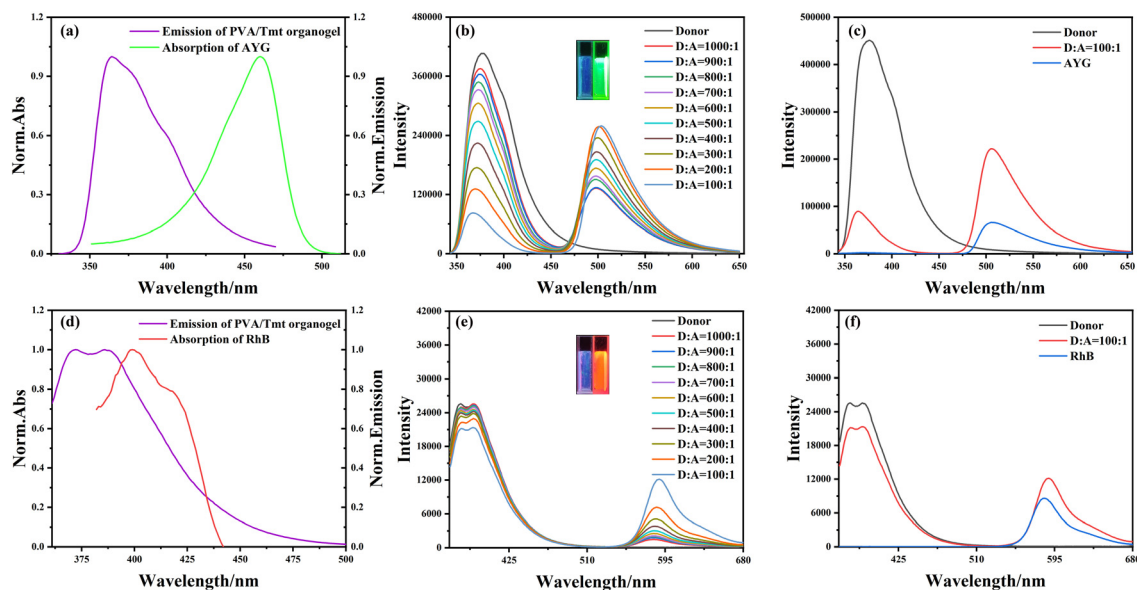 (a)
Emission of PVA/Tmt organogel
Absorption of AYG
1.2
0.9
0.6
0.3
0.0
Norm.Abs
1.2
1.0
0.8
0.6
0.4
0.2
0.0
Norm.Emission
350
400
450
500
Wavelength/nm
(b)
Donor
D:A=1000:1
D:A=900:1
D:A=800:1
D:A=700:1
D:A=600:1
D:A=500:1
D:A=400:1
D:A=300:1
D:A=200:1
D:A=100:1
480000
360000
240000
120000
0
Intensity
350
400
450
500
550
600
650
Wavelength/nm
(c)
Donor
D:A=100:1
AYG
500000
400000
300000
200000
100000
0
Intensity
345
400
450
500
550
600
650
Wavelength/nm
(d)
Emission of PVA/Tmt organogel
Absorption of RhB
1.2
1.0
0.8
0.6
0.4
0.2
0.0
Norm.Abs
1.2
1.0
0.8
0.6
0.4
0.2
0.0
Norm.Emission
375
400
425
450
475
500
Wavelength/nm
(e)
Donor
D:A=1000:1
D:A=900:1
D:A=800:1
D:A=700:1
D:A=600:1
D:A=500:1
D:A=400:1
D:A=300:1
D:A=200:1
D:A=100:1
42000
36000
30000
24000
18000
12000
6000
0
Intensity
425
510
595
680
Wavelength/nm
(f)
Donor
D:A=100:1
RhB
42000
36000
30000
24000
18000
12000
6000
0
Intensity
425
510
595
680
Wavelength/nm